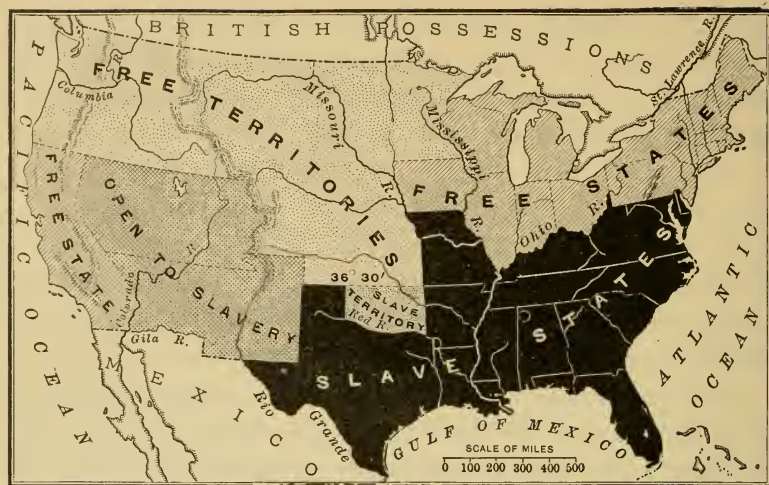 BRITISH POSSESSIONS
PACIFIC OCEAN
FREE TERRITORIES
Columbia R.
Missouri R.
Mississippi R.
St. Lawrence R.
FREE STATES
FREE STATE
OPEN TO SLAVERY
Ohio R.
Colorado R.
36 30'
SLAVE
TERRITORY
Red R.
Gila R.
SLAVE STATES
MEXICO
Rio Grande
GULF OF MEXICO
ATLANTIC
OCEAN
SCALE OF MILES
0 100 200 300 400 500